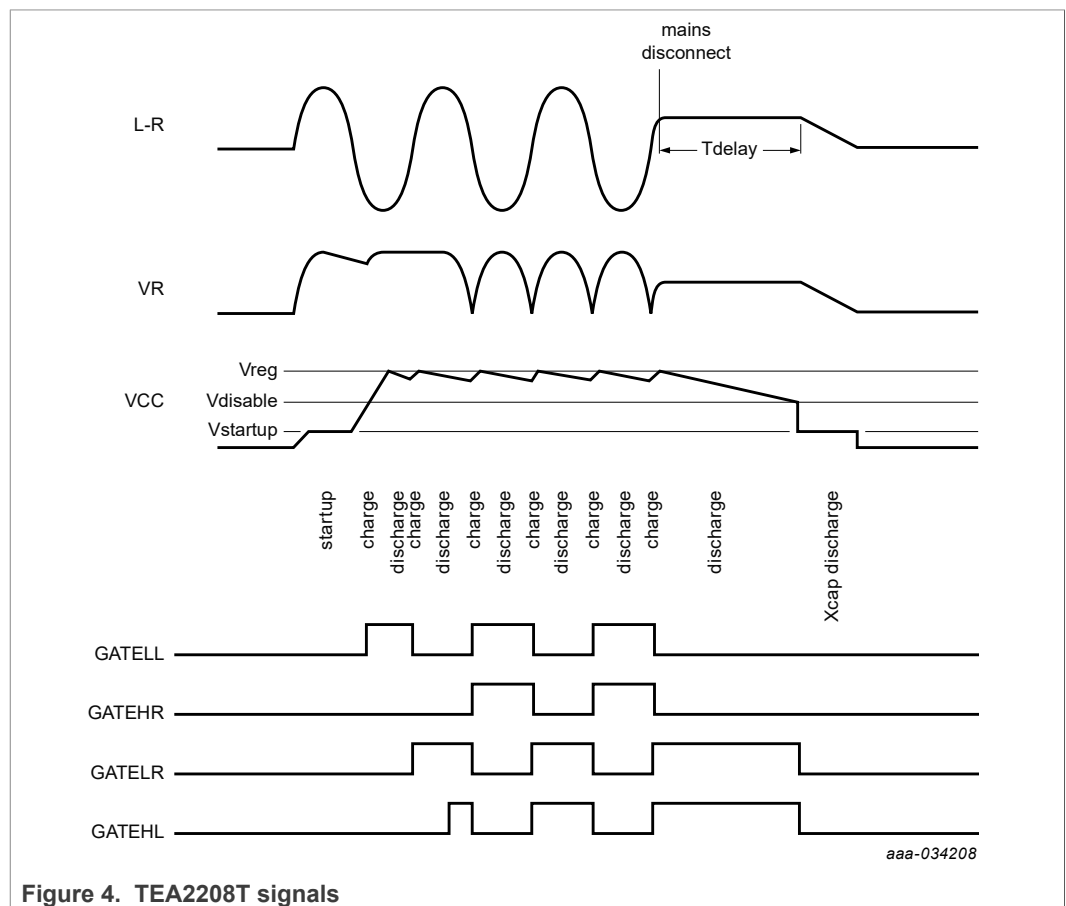 mains
disconnect
L-R
Tdelay
VR
Vreg
VCC
Vdisable
Vstartup
startup
charge
discharge
charge
discharge
charge
discharge
charge
discharge
charge
discharge
charge
discharge
Xcap discharge
GATELL
GATEHR
GATELR
GATEHL
aaa-034208
Figure 4. TEA2208T signals